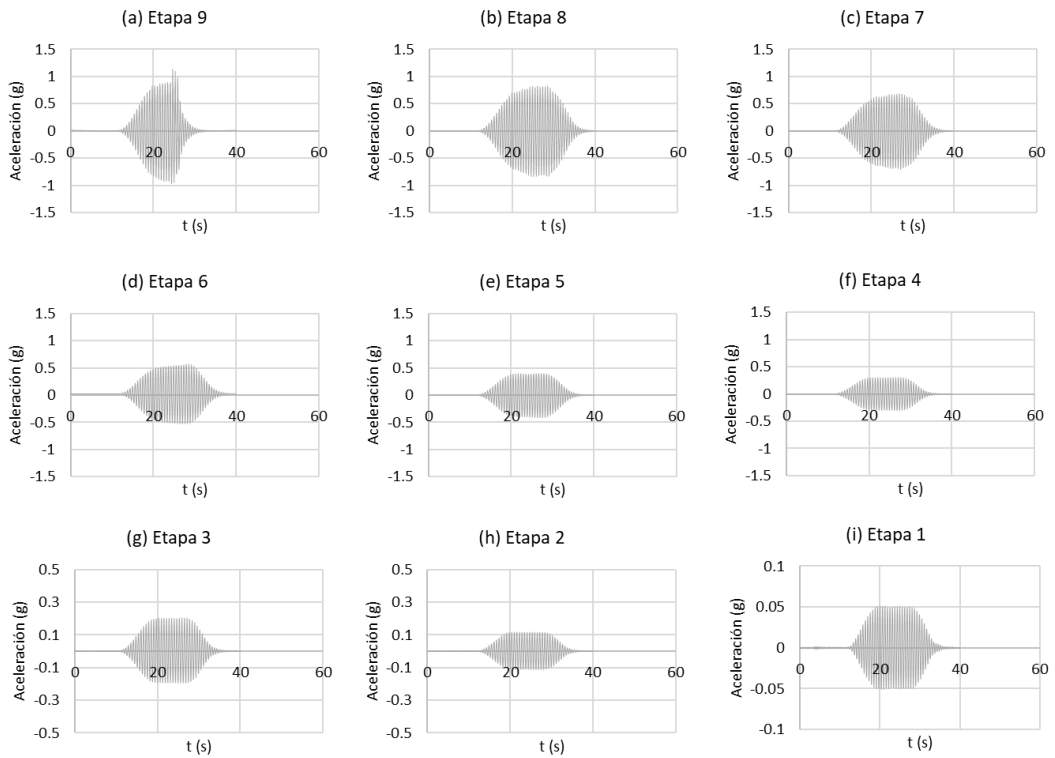 (a) Etapa 9
Aceleración (g)
1.5
1
0.5
0
-0.5
-1
-1.5
0 20 40 60
t (s)
(b) Etapa 8
Aceleración (g)
1.5
1
0.5
0
-0.5
-1
-1.5
0 20 40 60
t (s)
(c) Etapa 7
Aceleración (g)
1.5
1
0.5
0
-0.5
-1
-1.5
0 20 40 60
t (s)
(d) Etapa 6
Aceleración (g)
1.5
1
0.5
0
-0.5
-1
-1.5
0 20 40 60
t (s)
(e) Etapa 5
Aceleración (g)
1.5
1
0.5
0
-0.5
-1
-1.5
0 20 40 60
t (s)
(f) Etapa 4
Aceleración (g)
1.5
1
0.5
0
-0.5
-1
-1.5
0 20 40 60
t (s)
(g) Etapa 3
Aceleración (g)
0.5
0.3
0.1
-0.1
-0.3
-0.5
0 20 40 60
t (s)
(h) Etapa 2
Aceleración (g)
0.5
0.3
0.1
-0.1
-0.3
-0.5
0 20 40 60
t (s)
(i) Etapa 1
Aceleración (g)
0.1
0.05
0
-0.05
-0.1
0 20 40 60
t (s)